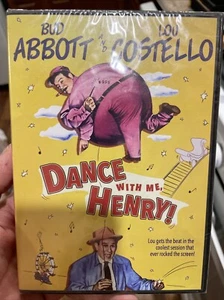 BUD LOU
ABBOTT & COSTELLO
DANCE
WITH ME,
HENRY!
Lou gets the beat in the
coolest session that
ever rocked the screen!